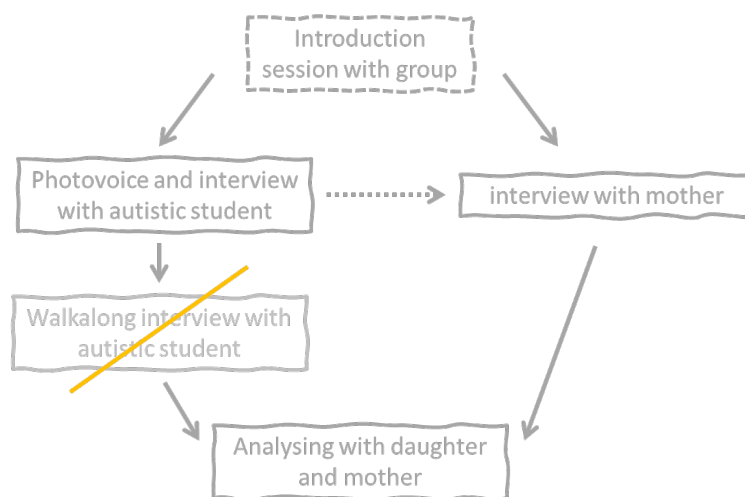 Introduction
session with group
Photovoice and interview
with autistic student
interview with mother
Walkalong interview with
autistic student
Analysing with daughter
and mother